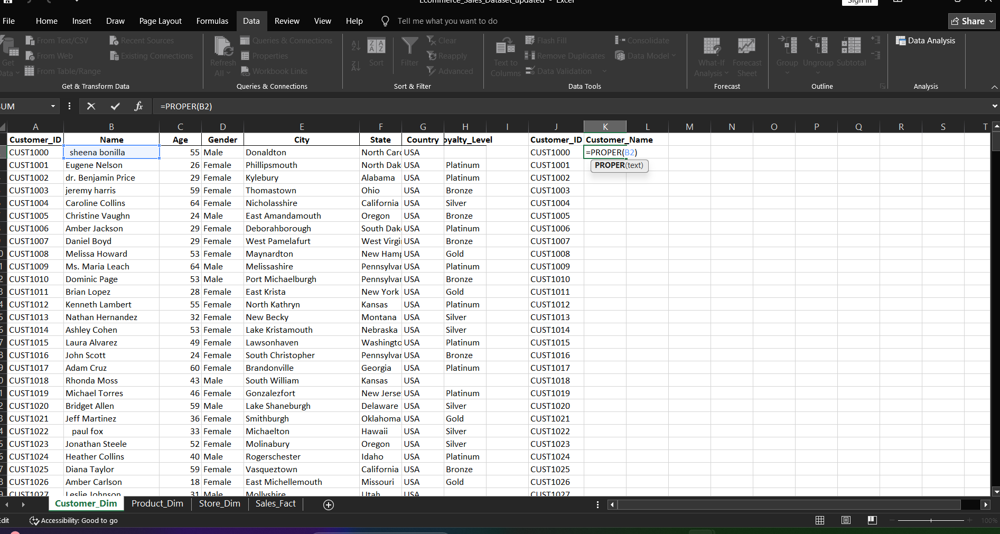 Ecommerce_Sales_Dataset_updated - Excel
Sign in
File Home Insert Draw Page Layout Formulas Data Review View Help Tell me what you want to do Share
From Text/CSV Recent Sources Queries & Connections Clear Flash Fill Consolidate Data Analysis
From Web Existing Connections Properties Reapply Remove Duplicates Data Model
Get From Table/Range Refresh All Workbook Links Sort Filter Advanced Text to Columns Data Validation What-If Analysis Forecast Sheet Group Ungroup Subtotal
Get & Transform Data Queries & Connections Sort & Filter Data Tools Forecast Outline Analysis
UM fx =PROPER(B2)
A B C D E F G H I J K L M N O P Q R S T
Customer_ID Name Age Gender City State Country oyalty_Level Customer_ID Customer_Name
CUST1000 sheena bonilla 55 Male Donaldton North Car USA CUST1000 =PROPER(B2)
CUST1001 Eugene Nelson 26 Female Phillipsmouth North Dak USA Platinum CUST1001 PROPER(text)
CUST1002 dr. Benjamin Price 29 Female Kylebury Alabama USA Platinum CUST1002
CUST1003 jeremy harris 59 Female Thomastown Ohio USA Bronze CUST1003
CUST1004 Caroline Collins 64 Female Nicholasshire California USA Silver CUST1004
CUST1005 Christine Vaughn 24 Male East Amandamouth Oregon USA Bronze CUST1005
CUST1006 Amber Jackson 29 Female Deborahborough South Dak USA Platinum CUST1006
CUST1007 Daniel Boyd 29 Female West Pamelafurt West Virgi USA Bronze CUST1007
CUST1008 Melissa Howard 53 Female Maynardton New Ham USA Gold CUST1008
CUST1009 Ms. Maria Leach 64 Male Melissashire Pennsylvan USA Platinum CUST1009
CUST1010 Dominic Page 53 Male Port Michaelburgh Pennsylvan USA Bronze CUST1010
CUST1011 Brian Lopez 28 Female East Krista New York USA Gold CUST1011
CUST1012 Kenneth Lambert 55 Female North Kathryn Kansas USA Platinum CUST1012
CUST1013 Nathan Hernandez 32 Female New Becky Montana USA Silver CUST1013
CUST1014 Ashley Cohen 53 Female Lake Kristamouth Nebraska USA Silver CUST1014
CUST1015 Laura Alvarez 49 Female Lawsonhaven Washingto USA Platinum CUST1015
CUST1016 John Scott 24 Female South Christopher Pennsylvan USA Bronze CUST1016
CUST1017 Adam Cruz 60 Female Brandonville Georgia USA Platinum CUST1017
CUST1018 Rhonda Moss 43 Male South William Kansas USA CUST1018
CUST1019 Michael Torres 46 Female Gonzalezfort New Jerse USA Platinum CUST1019
CUST1020 Bridget Allen 59 Male Lake Shaneburgh Delaware USA Silver CUST1020
CUST1021 Jeff Martinez 36 Female Smithburgh Oklahoma USA Gold CUST1021
CUST1022 paul fox 33 Female Michaelton Hawaii USA Silver CUST1022
CUST1023 Jonathan Steele 52 Female Molinabury Oregon USA Silver CUST1023
CUST1024 Heather Collins 40 Male Rogerschester Idaho USA Platinum CUST1024
CUST1025 Diana Taylor 59 Female Vasqueztown California USA Bronze CUST1025
CUST1026 Amber Carlson 18 Female East Michellemouth Missouri USA Gold CUST1026
CUST1027 Leslie Johnson 31 Male Mollyshire Utah USA CUST1027
Customer_Dim Product_Dim Store_Dim Sales_Fact
dit Accessibility: Good to go 100%